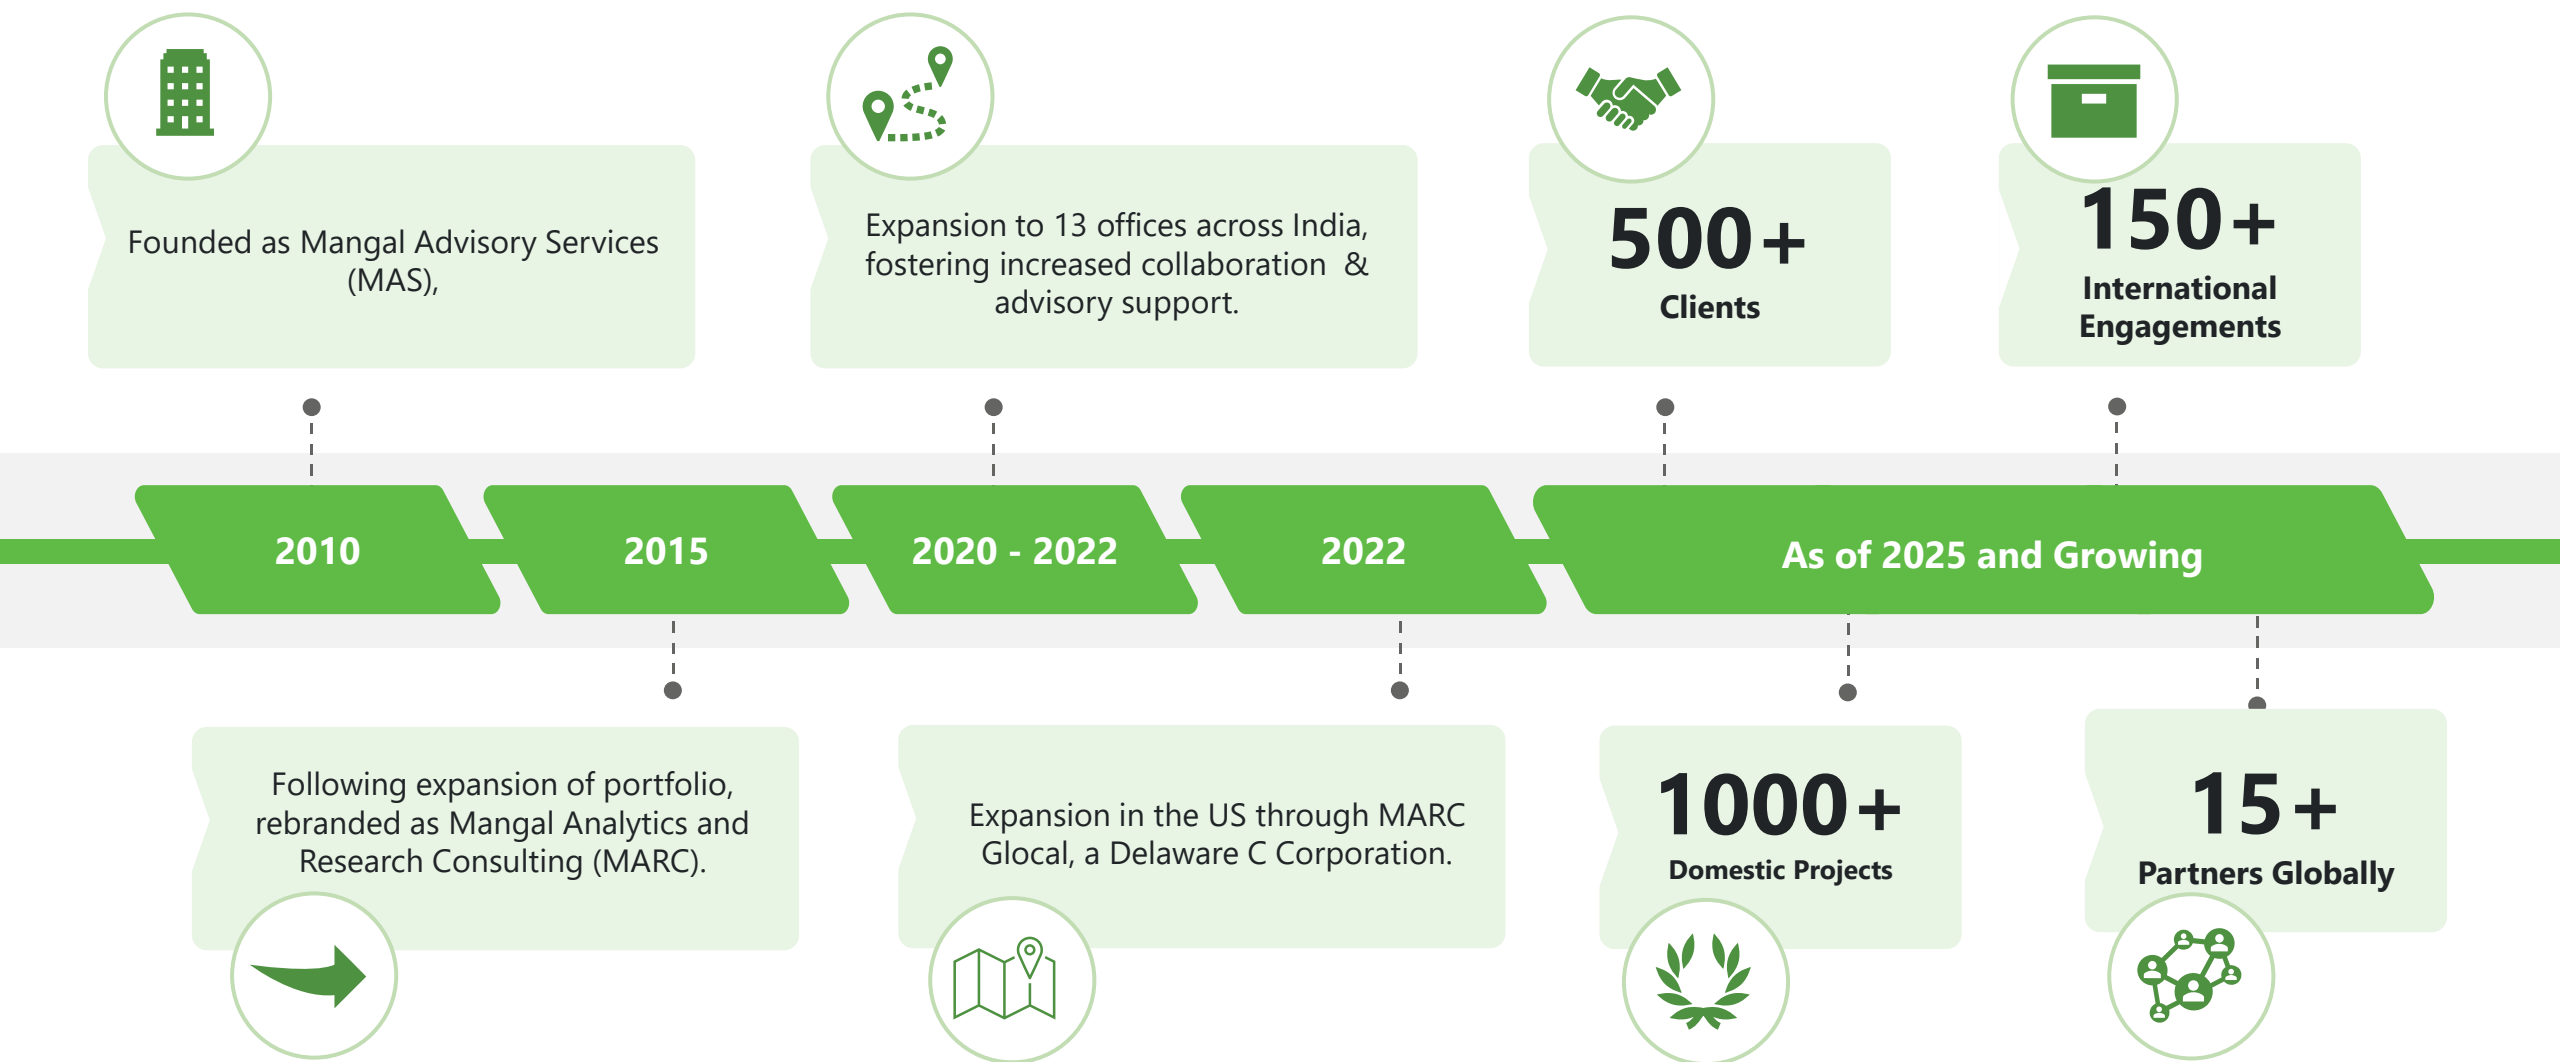 Founded as Mangal Advisory Services
(MAS),
Expansion to 13 offices across India,
fostering increased collaboration  &
advisory support.
500+
Clients
150+
International
Engagements
2010
2015
2020 - 2022
2022
As of 2025 and Growing
Following expansion of portfolio,
rebranded as Mangal Analytics and
Research Consulting (MARC).
Expansion in the US through MARC
Glocal, a Delaware C Corporation.
1000+
Domestic Projects
15+
Partners Globally